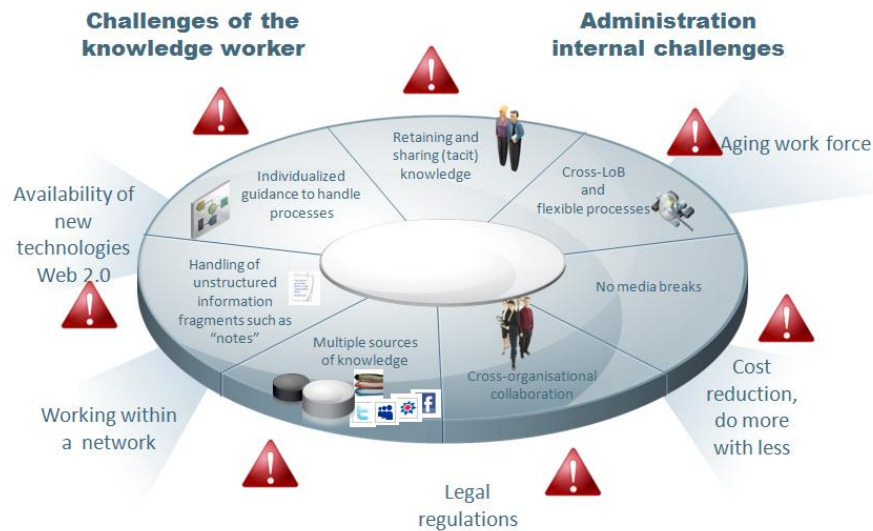 Challenges of the
knowledge worker
Administration
internal challenges
Retaining and
sharing (tacit)
knowledge
Individualized
guidance to handle
processes
Cross-LoB
and
flexible processes
Aging work force
Availability of
new
technologies
Web 2.0
Handling of
unstructured
information
fragments such as
“notes”
No media breaks
Multiple sources
of knowledge
Cross-organisational
collaboration
Working within
a network
Cost
reduction,
do more
with less
Legal
regulations